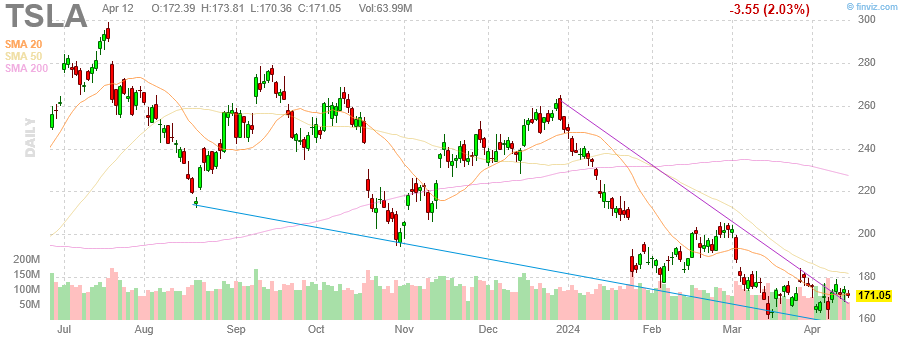 TSLA Apr 12 O:172.39 H:173.81 L:170.36 C:171.05 Vol:63.99M -3.55 (2.03%) © finviz.com
SMA 20
SMA 50
SMA 200
DAILY
300
280
260
240
220
200
180
171.05
160
200M
150M
100M
50M
Jul Aug Sep Oct Nov Dec 2024 Feb Mar Apr